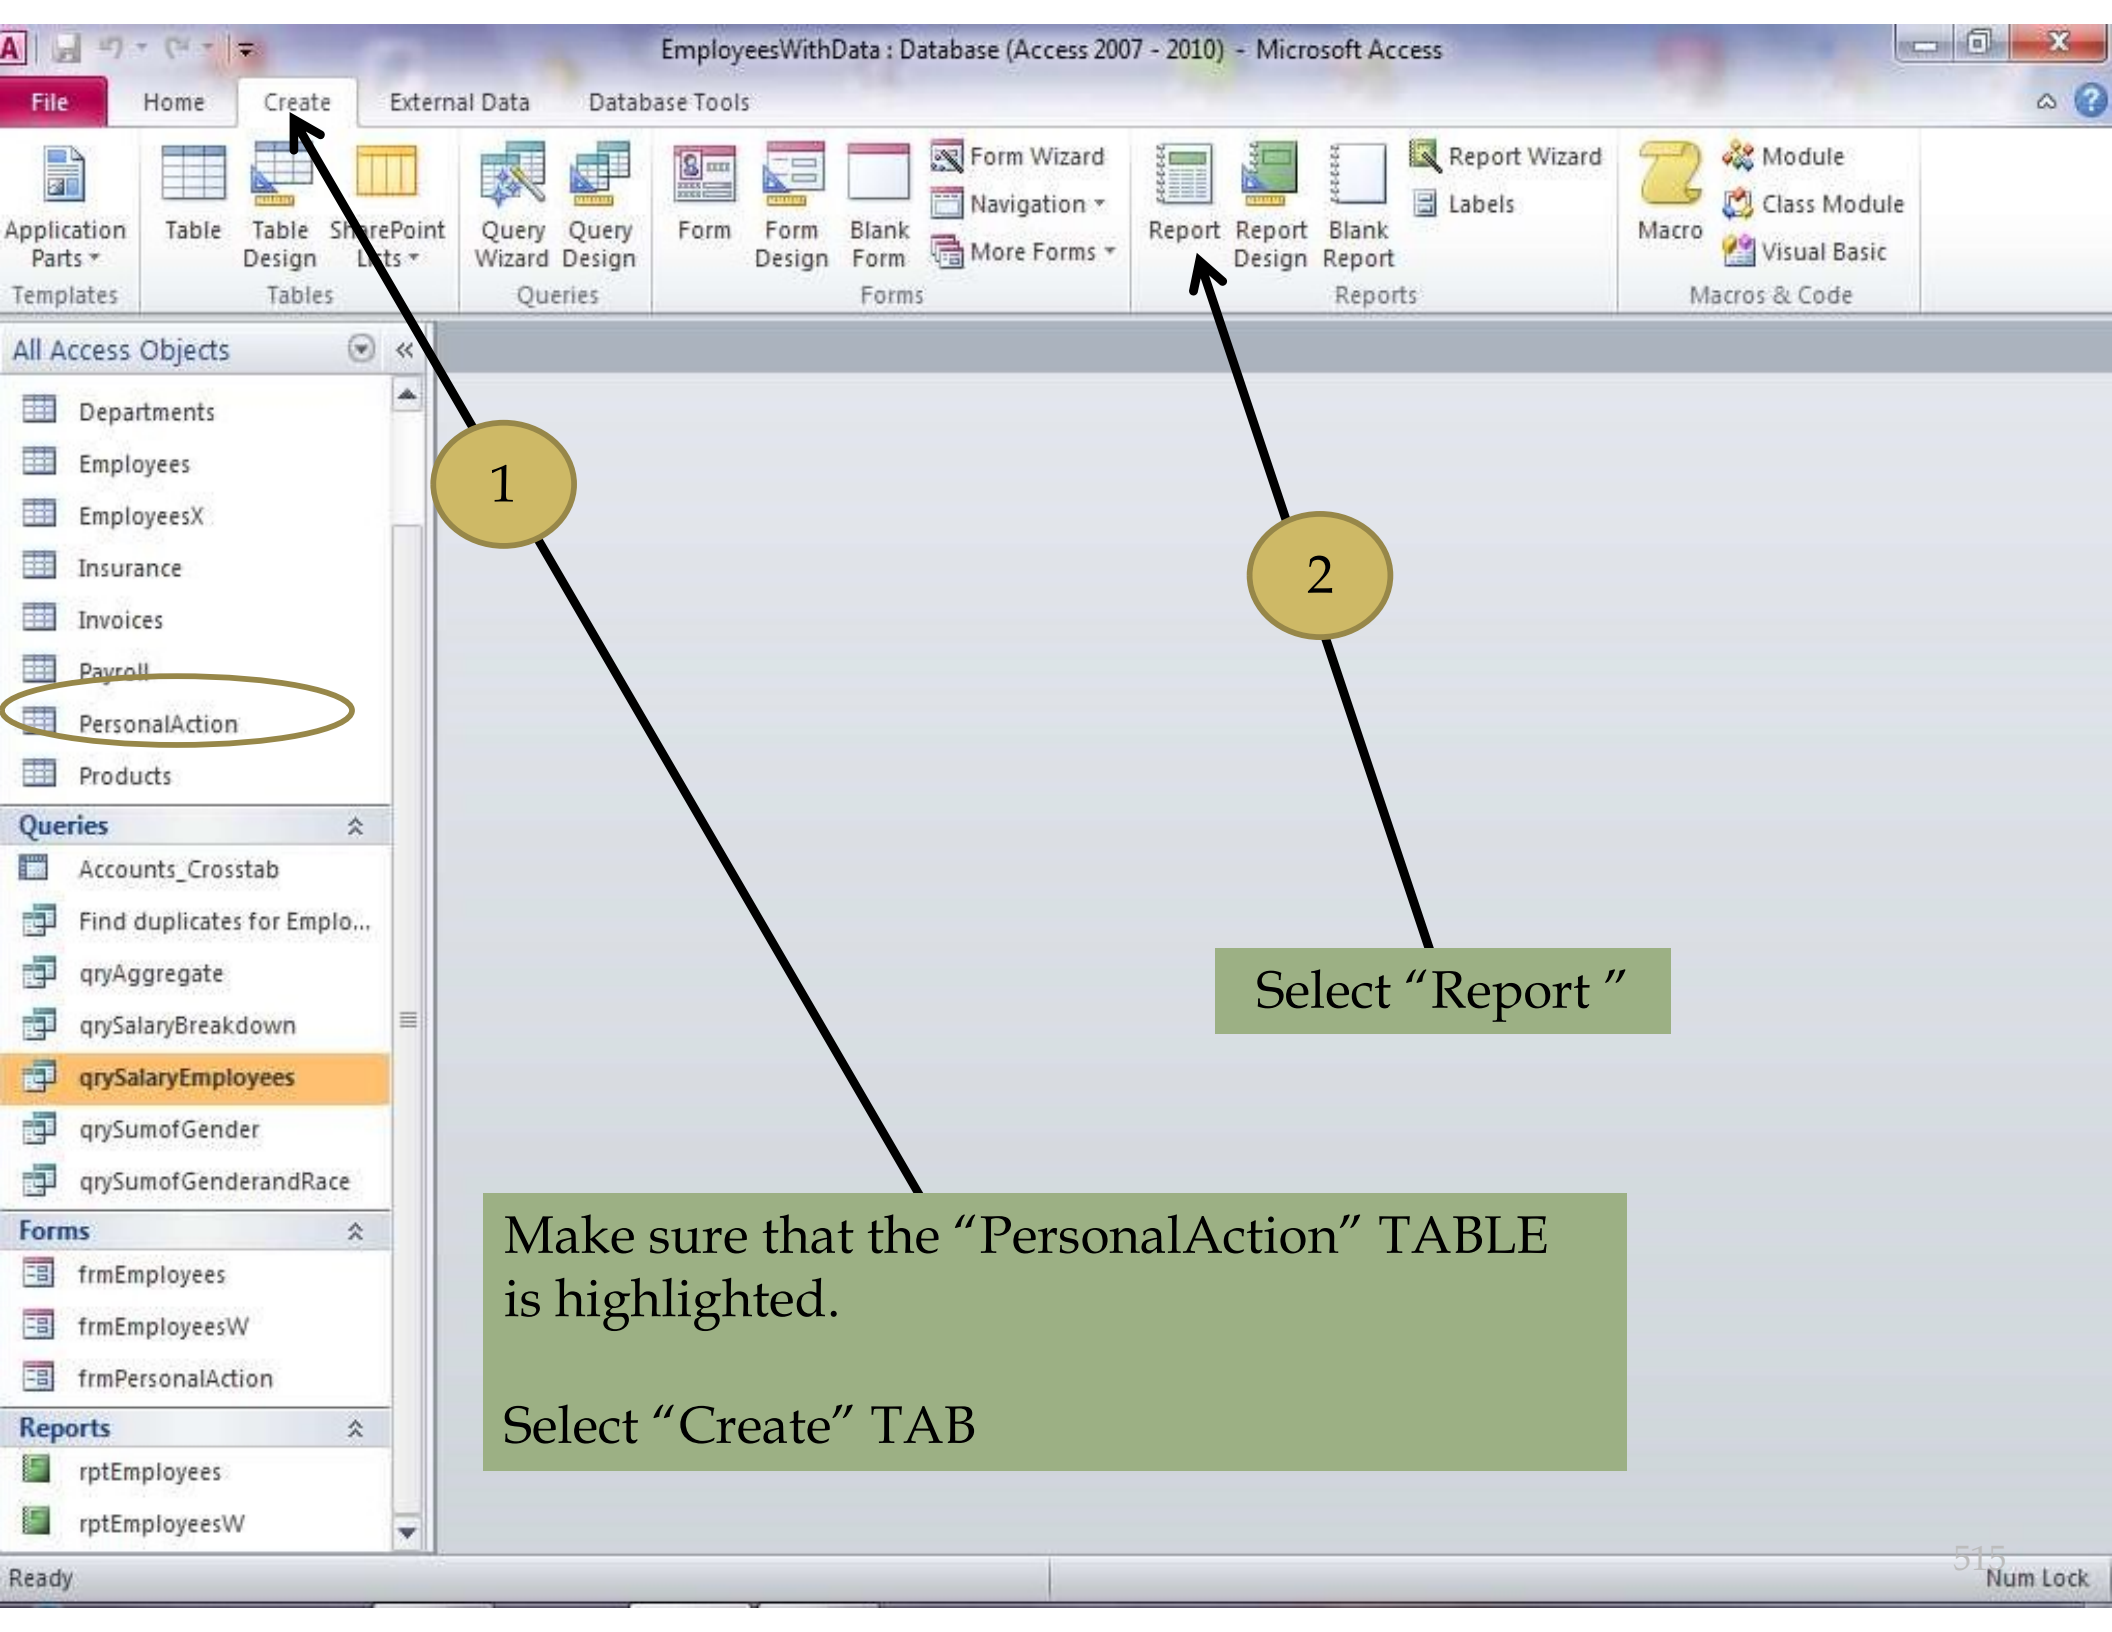 EmployeesWithData : Database (Access 2007 - 2010) - Microsoft Access
File Home Create External Data Database Tools
Application Parts
Table
Table Design
SharePoint Lists
Query Wizard
Query Design
Form
Form Design
Blank Form
Form Wizard
Navigation
More Forms
Report
Report Design
Blank Report
Report Wizard
Labels
Macro
Module
Class Module
Visual Basic
Templates Tables Queries Forms Reports Macros & Code
All Access Objects
Departments
Employees
EmployeesX
Insurance
Invoices
Payroll
PersonalAction
Products
Queries
Accounts_Crosstab
Find duplicates for Emplo...
qryAggregate
qrySalaryBreakdown
qrySalaryEmployees
qrySumofGender
qrySumofGenderandRace
Forms
frmEmployees
frmEmployeesW
frmPersonalAction
Reports
rptEmployees
rptEmployeesW
1
2
Select “Report ”
Make sure that the “PersonalAction” TABLE
is highlighted.
Select “Create” TAB
515
Ready
Num Lock